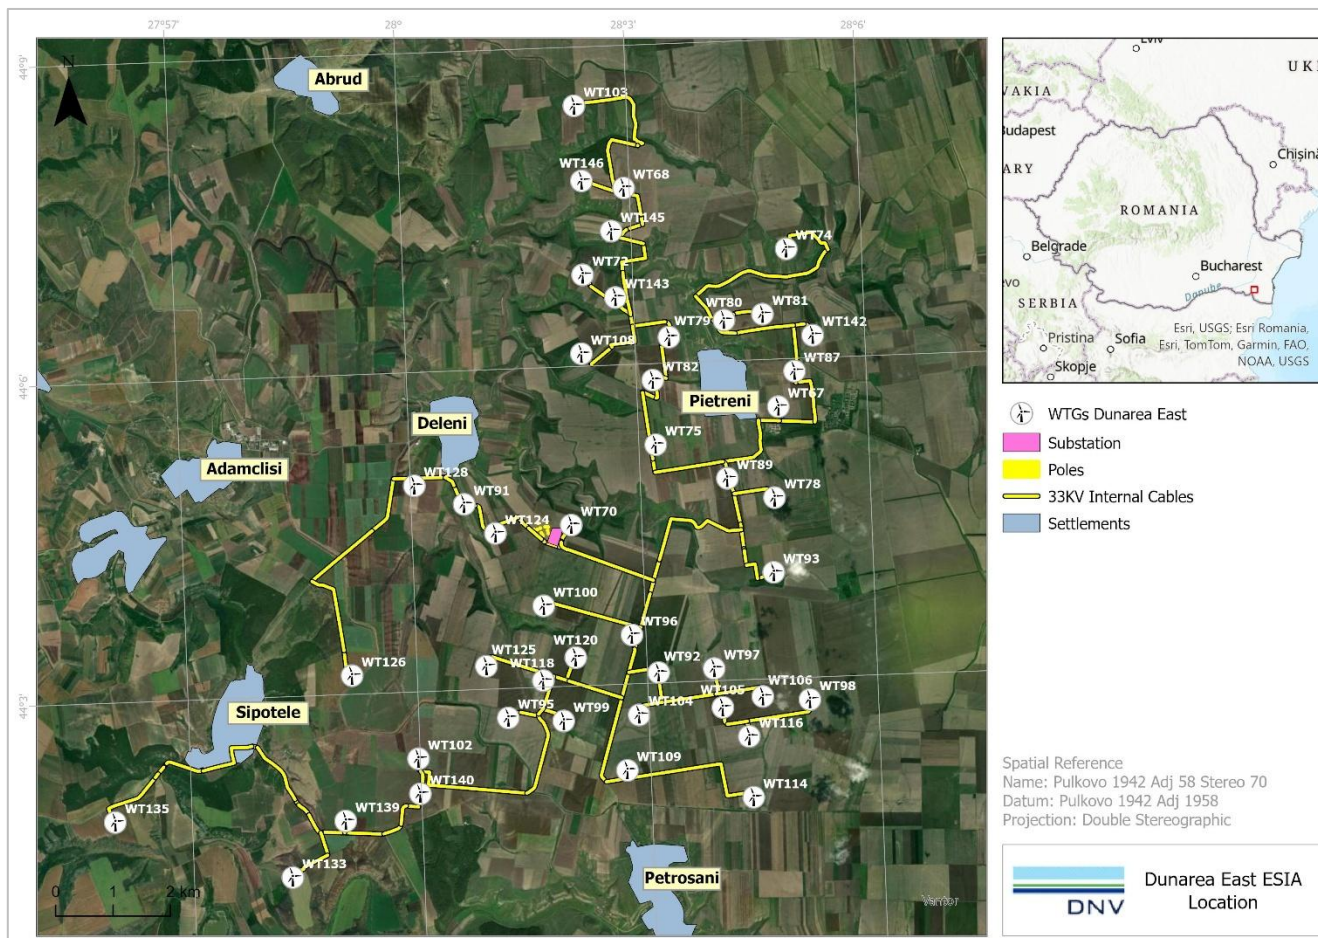 27°57'
28°
28°3'
28°6'
44°9'
44°6'
44°3'
N
Abrud
WT103
WT146
WT68
WT145
WT74
WT72
WT143
WT80
WT81
WT79
WT142
WT108
WT82
WT87
Pietreni
WT67
Deleni
WT75
Adamclisi
WT128
WT89
WT91
WT78
WT124
WT70
WT93
WT100
WT96
WT120
WT125
WT118
WT92
WT97
WT126
WT106
WT105
WT98
WT104
WT95
WT99
Sipotele
WT116
WT102
WT109
WT140
WT114
WT135
WT139
WT133
Petrosani
0 1 2 km
Vantor
Lviv
UKI
VAKIA
Budapest
Chișină
ARY
ROMANIA
Belgrade
Bucharest
evo
Danube
SERBIA
Pristina
Sofia
Skopje
Esri, USGS; Esri Romania,
Esri, TomTom, Garmin, FAO,
NOAA, USGS
WTGs Dunarea East
Substation
Poles
33KV Internal Cables
Settlements
Spatial Reference
Name: Pulkovo 1942 Adj 58 Stereo 70
Datum: Pulkovo 1942 Adj 1958
Projection: Double Stereographic
DNV
Dunarea East ESIA
Location